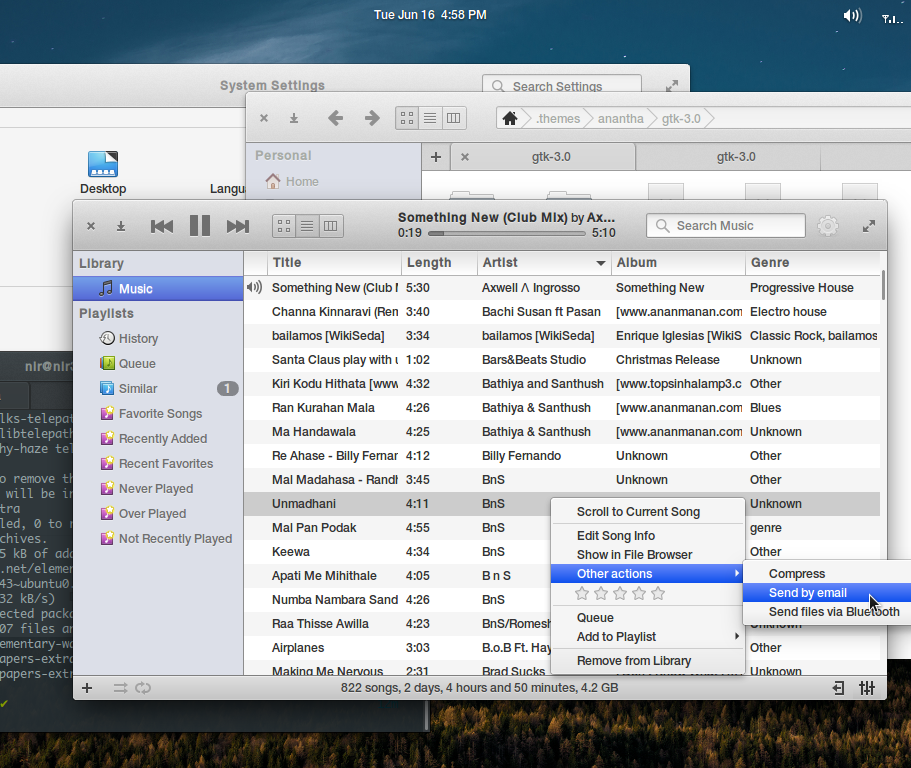 Tue Jun 16 4:58 PM
System Settings
Search Settings
.themes anantha gtk-3.0
Desktop
Personal
gtk-3.0 gtk-3.0
Home
Something New (Club Mix) by Ax...
0:19 5:10
Search Music
Library
Music
Playlists
History
Queue
Similar 1
Favorite Songs
Recently Added
Recent Favorites
Never Played
Over Played
Not Recently Played
Title Length Artist Album Genre
Something New (Club 5:30 Axwell Λ Ingrosso Something New Progressive House
Channa Kinnaravi 3:40 Bachi Susan ft Pasan [www.ananmanan.com Electro house
bailamos [WikiSeda] 3:34 bailamos [WikiSeda] Enrique Iglesias [WikiS Classic Rock, bailamos
Santa Claus play with 1:02 Bars&Beats Studio Christmas Release Unknown
Kiri Kodu Hithata [www 4:32 Bathiya and Santhush [www.topsinhalamp3.c Other
Ran Kurahan Mala 4:26 Bathiya & Santhush [www.ananmanan.com Blues
Ma Handawala 4:25 Bathiya & Santhush [www.ananmanan.com Unknown
Re Ahase - Billy Fernar 4:12 Billy Fernando Unknown Other
Mal Madahasa - Randh 3:45 BnS Unknown Other
Unmadhani 4:11 BnS Unknown
Mal Pan Podak 4:55 BnS genre
Keewa 4:34 BnS Other
Apati Me Mihithale 4:05 B n S
Numba Nambara Sand 4:26 BnS
Raa Thisse Awilla 4:23 BnS/Romesh Unknown
Airplanes 3:03 B.o.B Ft. Hay Other
Making Me Nervous 2:31 Brad Sucks Unknown
Scroll to Current Song
Edit Song Info
Show in File Browser
Other actions
Queue
Add to Playlist
Remove from Library
Compress
Send by email
Send files via Bluetooth
822 songs, 2 days, 4 hours and 50 minutes, 4.2 GB
nir@nir
lks-telepat
libtelepath
hy-haze tel
o remove th
will be in
tra
led, 0 to r
chives.
5 kB of add
.net/elemen
43~ubuntu0.
32 kB/s)
ected packa
07 files an
ementary-wa
apers-extra
papers-extr